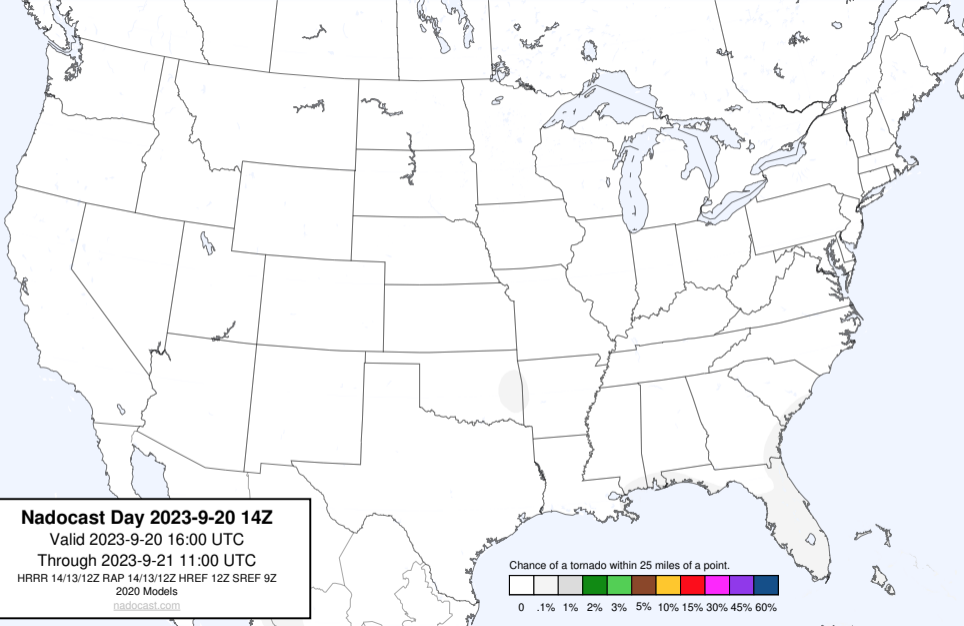 Nadocast Day 2023-9-20 14Z
Valid 2023-9-20 16:00 UTC
Through 2023-9-21 11:00 UTC
HRRR 14/13/12Z RAP 14/13/12Z HREF 12Z SREF 9Z
2020 Models
nadocast.com
Chance of a tornado within 25 miles of a point.
0 .1% 1% 2% 3% 5% 10% 15% 30% 45% 60%